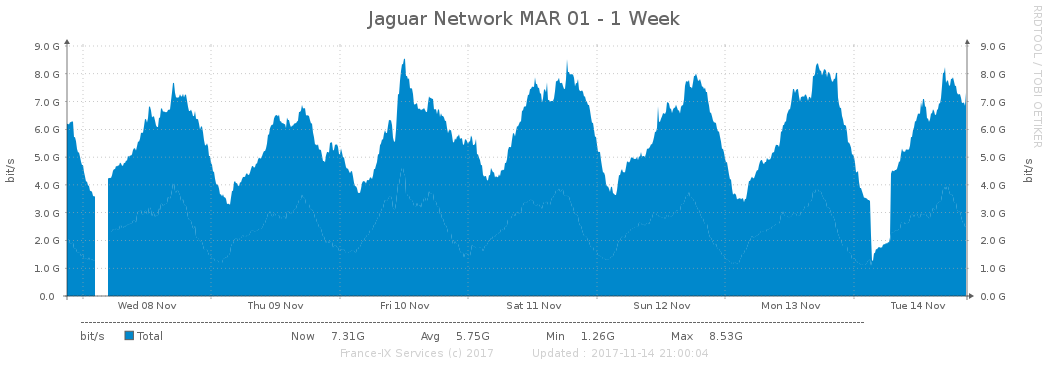 Jaguar Network MAR 01 - 1 Week
RRDTOOL / TOBI OETIKER
bit/s
9.0 G
8.0 G
7.0 G
6.0 G
5.0 G
4.0 G
3.0 G
2.0 G
1.0 G
0.0
9.0 G
8.0 G
7.0 G
6.0 G
5.0 G
4.0 G
3.0 G
2.0 G
1.0 G
0.0 G
bit/s
Wed 08 Nov Thu 09 Nov Fri 10 Nov Sat 11 Nov Sun 12 Nov Mon 13 Nov Tue 14 Nov
bit/s Total Now 7.31G Avg 5.75G Min 1.26G Max 8.53G
France-IX Services (c) 2017 Updated : 2017-11-14 21:00:04